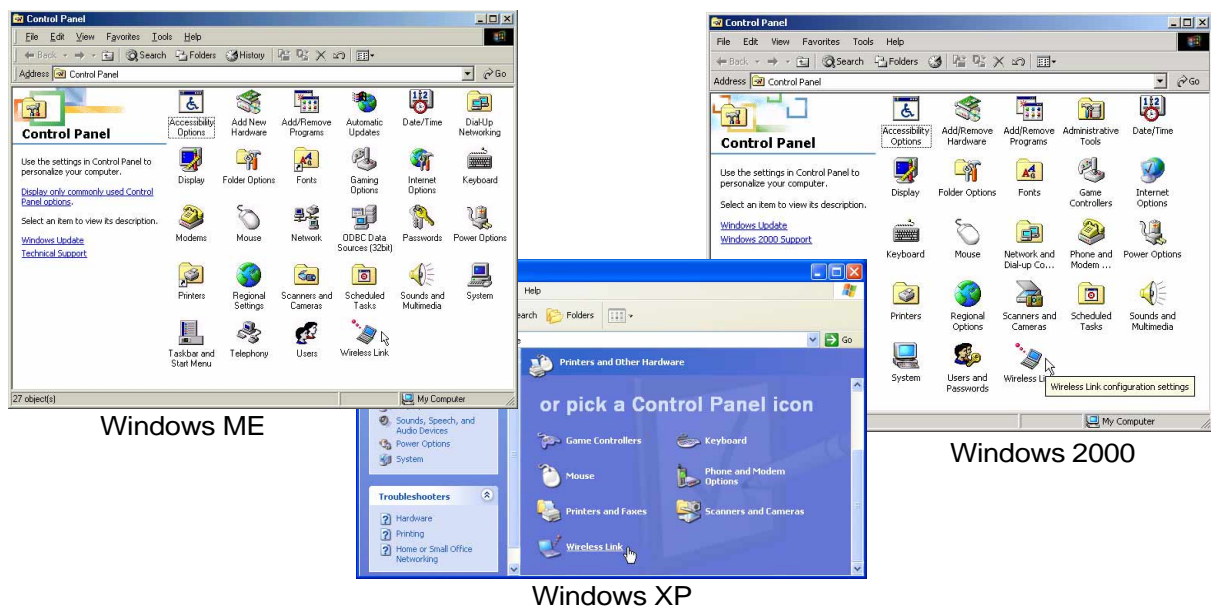 Control Panel
File Edit View Favorites Tools Help
Back Search Folders History
Address Control Panel Go
Control Panel
Use the settings in Control Panel to
personalize your computer.
Display only commonly used Control
Panel options.
Select an item to view its description.
Windows Update
Technical Support
Accessibility
Options
Add New
Hardware
Add/Remove
Programs
Automatic
Updates
Date/Time
Dial-Up
Networking
Display
Folder Options
Fonts
Gaming
Options
Internet
Options
Keyboard
Modems
Mouse
Network
ODBC Data
Sources (32bit)
Passwords
Power Options
Printers
Regional
Settings
Scanners and
Cameras
Scheduled
Tasks
Sounds and
Multimedia
System
Taskbar and
Start Menu
Telephony
Users
Wireless Link
27 object(s)
My Computer
Windows ME
Control Panel
File Edit View Favorites Tools Help
Back Search Folders
Address Control Panel Go
Control Panel
Use the settings in Control Panel to
personalize your computer.
Select an item to view its description.
Windows Update
Windows 2000 Support
Accessibility
Options
Add/Remove
Hardware
Add/Remove
Programs
Administrative
Tools
Date/Time
Display
Folder Options
Fonts
Game
Controllers
Internet
Options
Keyboard
Mouse
Network and
Dial-up Co...
Phone and
Modem ...
Power Options
Printers
Regional
Options
Scanners and
Cameras
Scheduled
Tasks
Sounds and
Multimedia
System
Users and
Passwords
Wireless Li
Wireless Link configuration settings
My Computer
Windows 2000
Help
earch Folders
Go
Printers and Other Hardware
Sounds, Speech, and
Audio Devices
Power Options
System
Troubleshooters
Hardware
Printing
Home or Small Office
Networking
or pick a Control Panel icon
Game Controllers
Keyboard
Mouse
Phone and Modem
Options
Printers and Faxes
Scanners and Cameras
Wireless Link
Windows XP